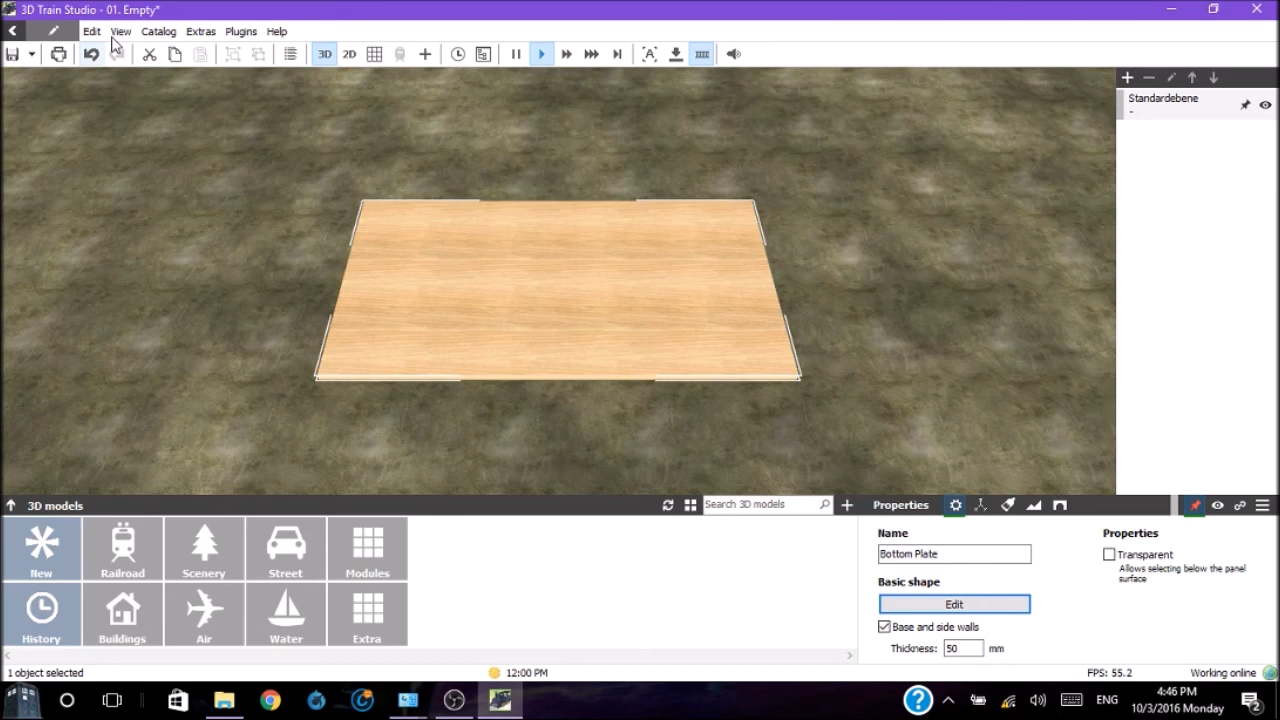 3D Train Studio - 01. Empty*
Edit View Catalog Extras Plugins Help
3D 2D
Standardebene
-
3D models
Search 3D models
Properties
New Railroad Scenery Street Modules
History Buildings Air Water Extra
Name
Bottom Plate
Basic shape
Edit
Base and side walls
Thickness: 50 mm
Properties
Transparent
Allows selecting below the panel
surface
1 object selected
12:00 PM
FPS: 55.2
Working online
ENG
4:46 PM
10/3/2016 Monday
2